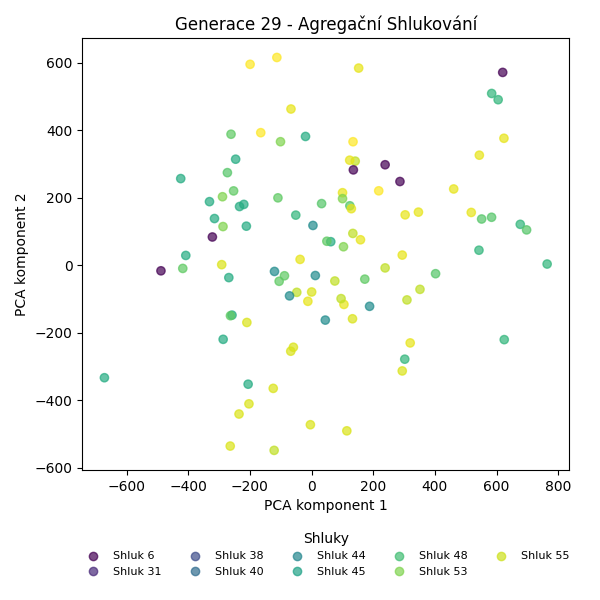 Generace 29 - Agregační Shlukování
PCA komponent 2
600
400
200
0
−200
−400
−600
−600 −400 −200 0 200 400 600
PCA komponent 1
Shluky
Shluk 6 Shluk 38 Shluk 44 Shluk 48 Shluk 55
Shluk 31 Shluk 40 Shluk 45 Shluk 53